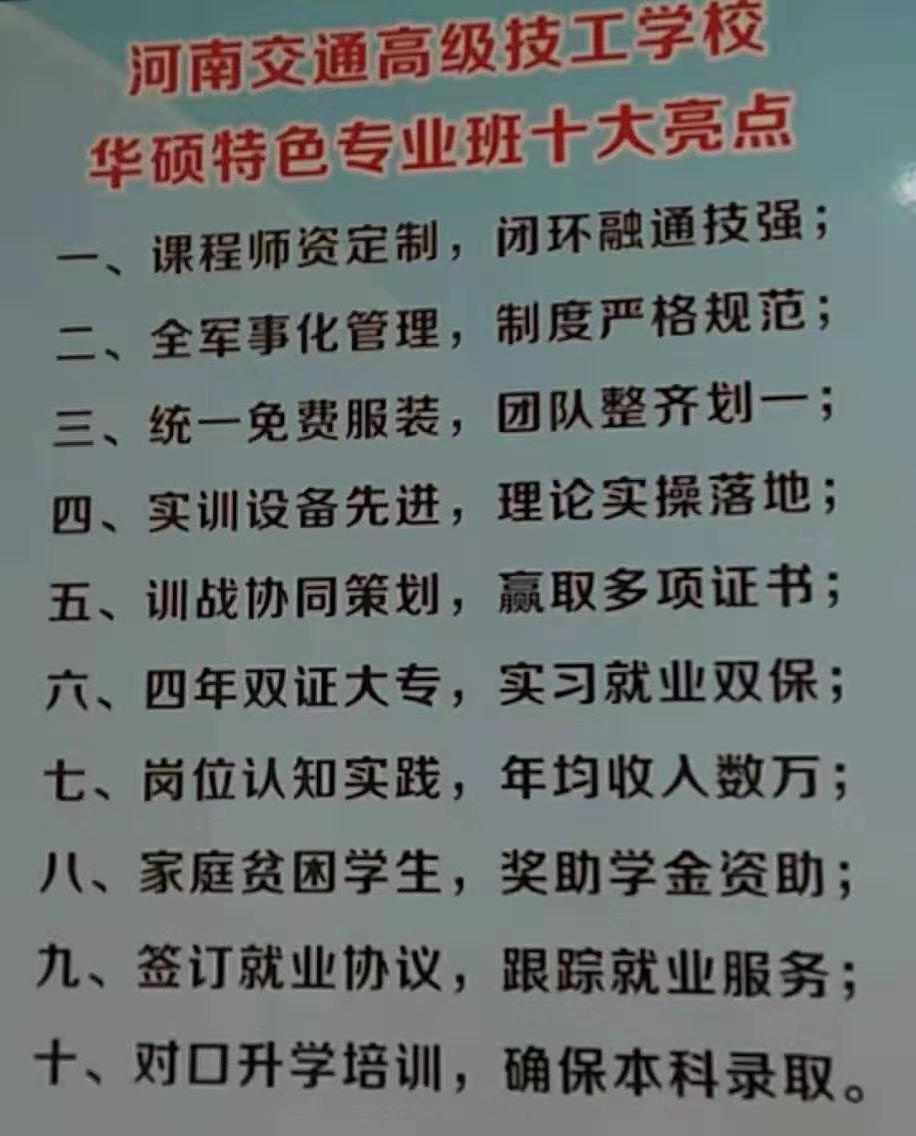 河南交通高级技工学校
华硕特色专业班十大亮点
一、课程师资定制，闭环融通技强；
二、全军事化管理，制度严格规范；
三、统一免费服装，团队整齐划一；
四、实训设备先进，理论实操落地；
五、训战协同策划，赢取多项证书；
六、四年双证大专，实习就业双保；
七、岗位认知实践，年均收入数万；
八、家庭贫困学生，奖助学金资助；
九、签订就业协议，跟踪就业服务；
十、对口升学培训，确保本科录取。